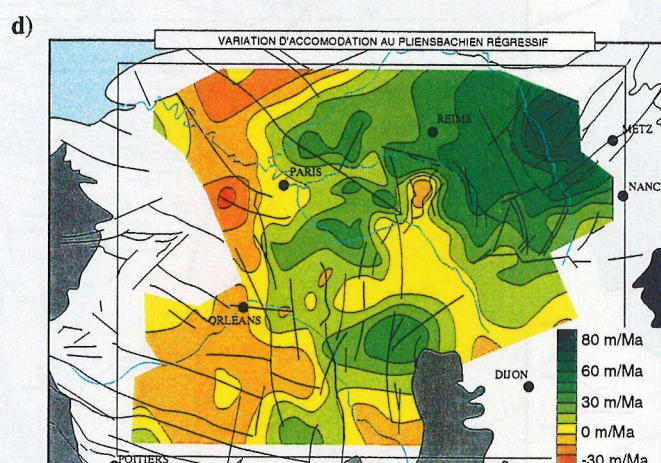 d)
VARIATION D'ACCOMODATION AU PLIENSBACHIEN RÉGRESSIF
REIMS
METZ
PARIS
NANC
ORLEANS
80 m/Ma
60 m/Ma
DIJON
30 m/Ma
0 m/Ma
POITIERS
-30 m/Ma